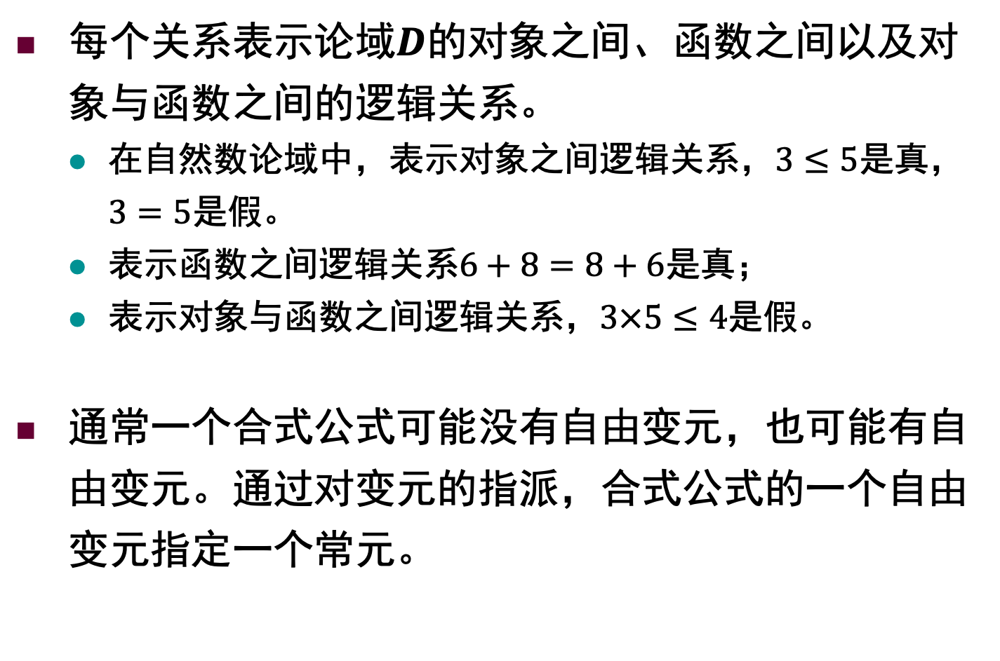 每个关系表示论域D的对象之间、函数之间以及对
象与函数之间的逻辑关系。
在自然数论域中，表示对象之间逻辑关系，3 ≤ 5是真，
3 = 5是假。
表示函数之间逻辑关系6 + 8 = 8 + 6是真；
表示对象与函数之间逻辑关系，3×5 ≤ 4是假。
通常一个合式公式可能没有自由变元，也可能有自
由变元。通过对变元的指派，合式公式的一个自由
变元指定一个常元。